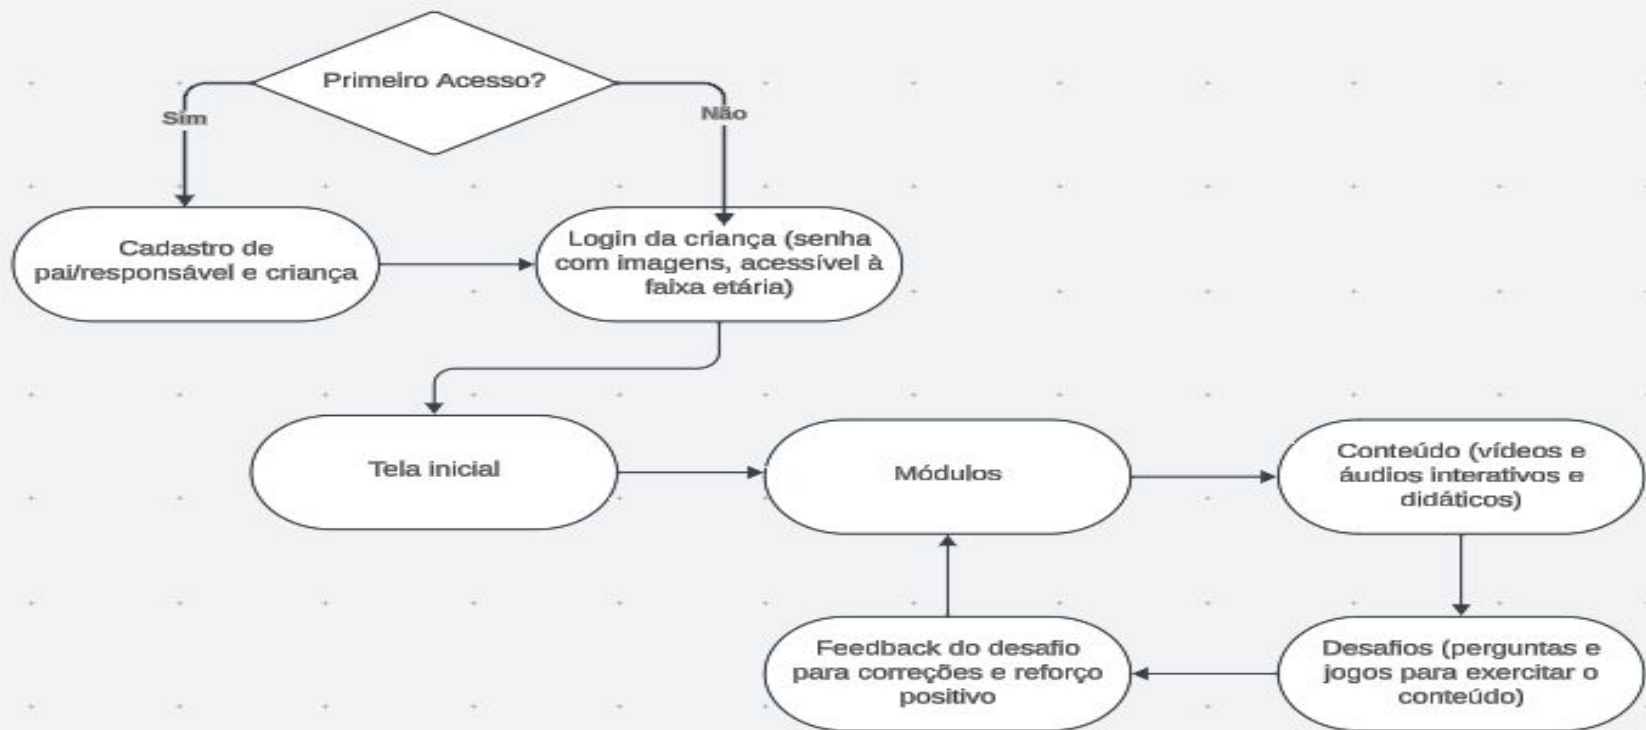 Primeiro Acesso?
Sim
Não
Cadastro de
pai/responsável e criança
Login da criança (senha
com imagens, acessível à
faixa etária)
Tela inicial
Módulos
Conteúdo (vídeos e
áudios interativos e
didáticos)
Feedback do desafio
para correções e reforço
positivo
Desafios (perguntas e
jogos para exercitar o
conteúdo)